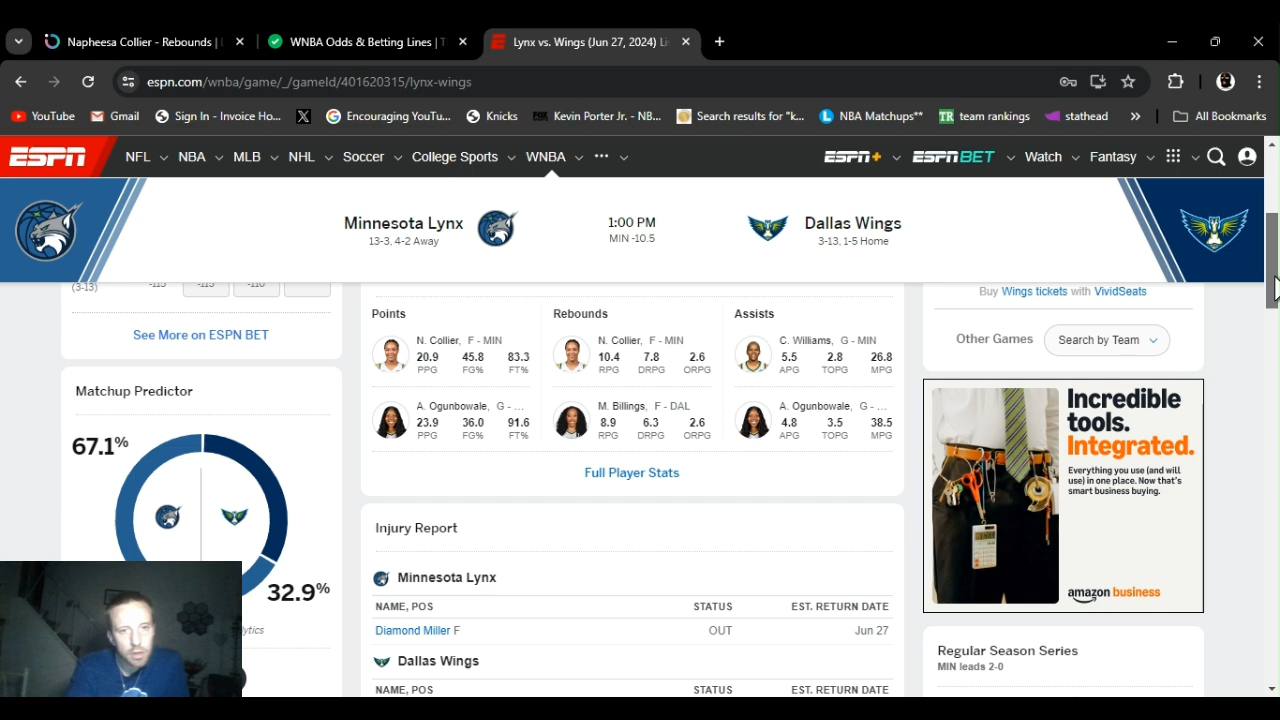 Napheesa Collier - Rebounds |
WNBA Odds & Betting Lines | T
Lynx vs. Wings (Jun 27, 2024) Li
espn.com/wnba/game/_/gameId/401620315/lynx-wings
YouTube
Gmail
Sign In - Invoice Ho...
X
Encouraging YouTu...
Knicks
Kevin Porter Jr. - NB...
Search results for "k...
NBA Matchups**
TR team rankings
stathead
»
All Bookmarks
ESPN
NFL
NBA
MLB
NHL
Soccer
College Sports
WNBA
ESPN+
ESPN BET
Watch
Fantasy
Minnesota Lynx
13-3, 4-2 Away
1:00 PM
MIN -10.5
Dallas Wings
3-13, 1-5 Home
(3-13)
-115
-115
-110
See More on ESPN BET
Matchup Predictor
67.1%
32.9%
lytics
Points
Rebounds
Assists
N. Collier, F - MIN
20.9 45.8 83.3
PPG FG% FT%
N. Collier, F - MIN
10.4 7.8 2.6
RPG DRPG ORPG
C. Williams, G - MIN
5.5 2.8 26.8
APG TOPG MPG
A. Ogunbowale, G - ...
23.9 36.0 91.6
PPG FG% FT%
M. Billings, F - DAL
8.9 6.3 2.6
RPG DRPG ORPG
A. Ogunbowale, G - ...
4.8 3.5 38.5
APG TOPG MPG
Full Player Stats
Injury Report
Minnesota Lynx
NAME, POS STATUS EST. RETURN DATE
Diamond Miller F OUT Jun 27
Dallas Wings
NAME, POS STATUS EST. RETURN DATE
Buy Wings tickets with VividSeats
Other Games
Search by Team
Incredible
tools.
Integrated.
Everything you use (and will
use) in one place. Now that's
smart business buying.
amazon business
Regular Season Series
MIN leads 2-0